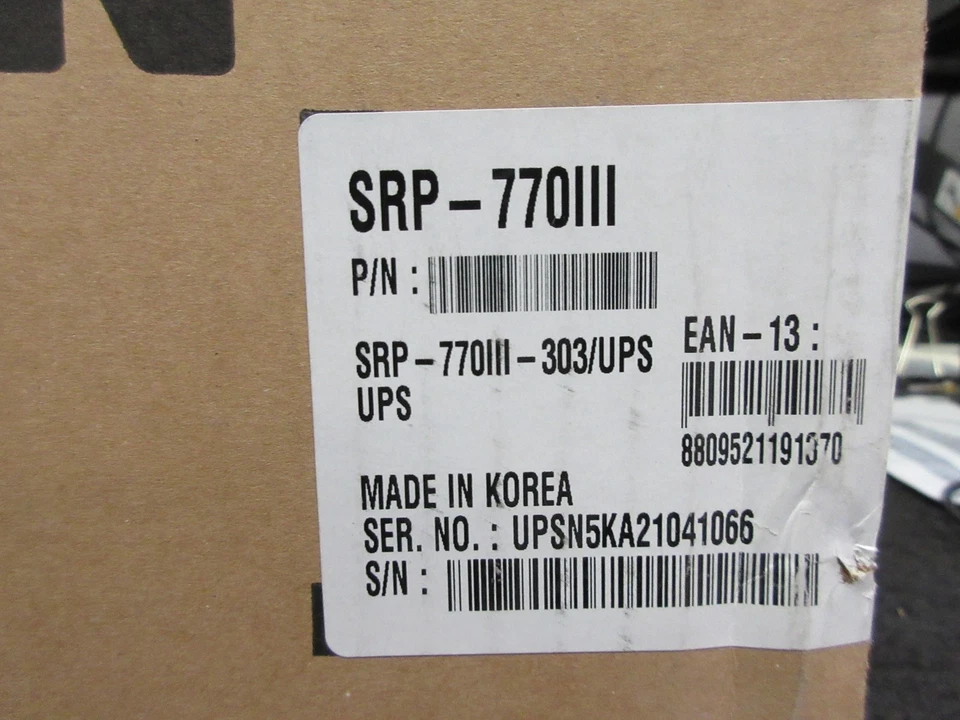 SRP-770III
P/N :
SRP-770III-303/UPS
UPS
EAN-13 :
8809521191370
MADE IN KOREA
SER. NO. : UPSN5KA21041066
S/N :